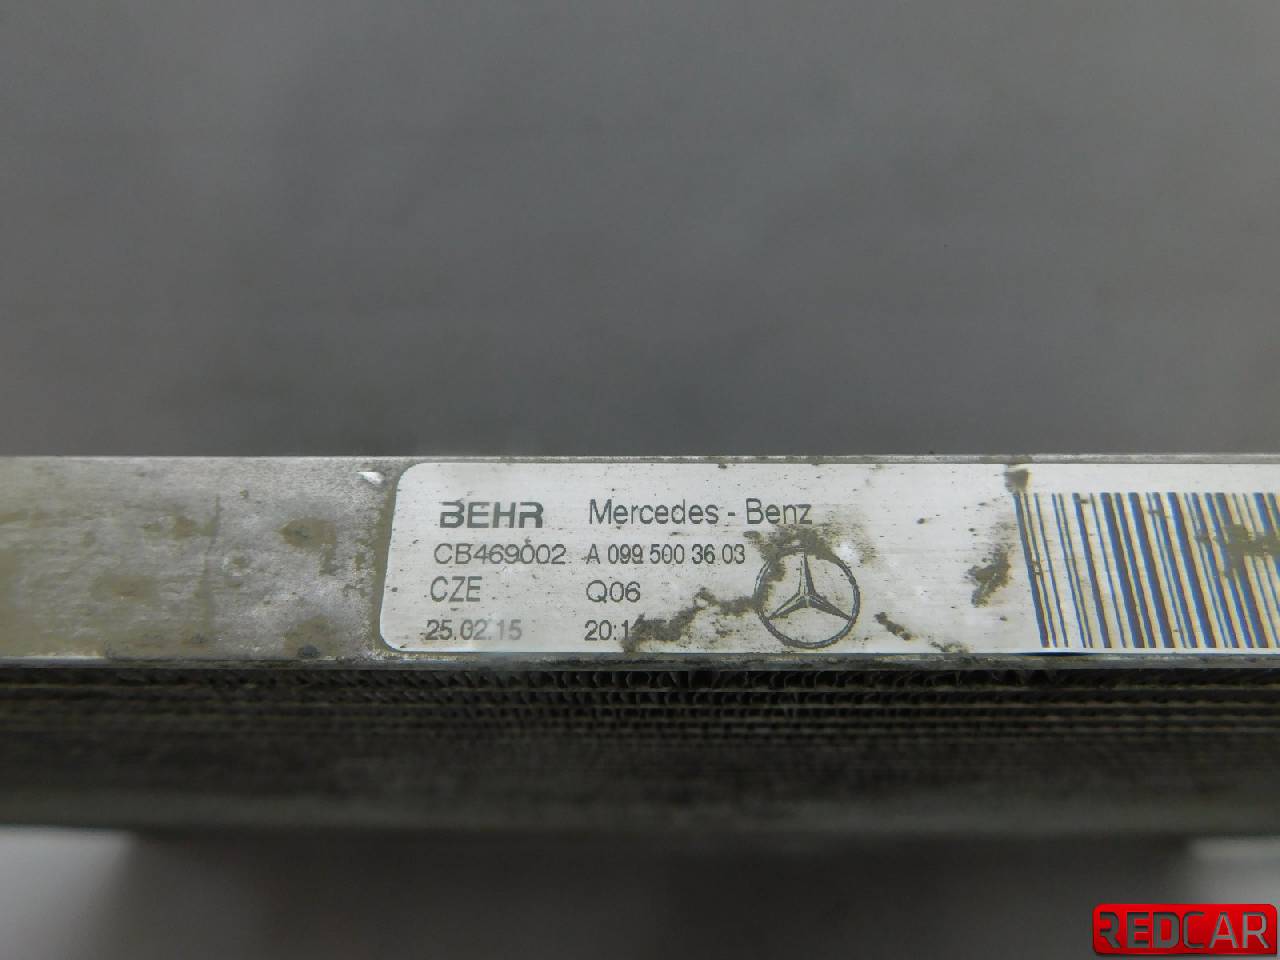 BEHR Mercedes - Benz
CB469002 A 099 500 36 03
CZE Q06
25.02.15
REDCAR